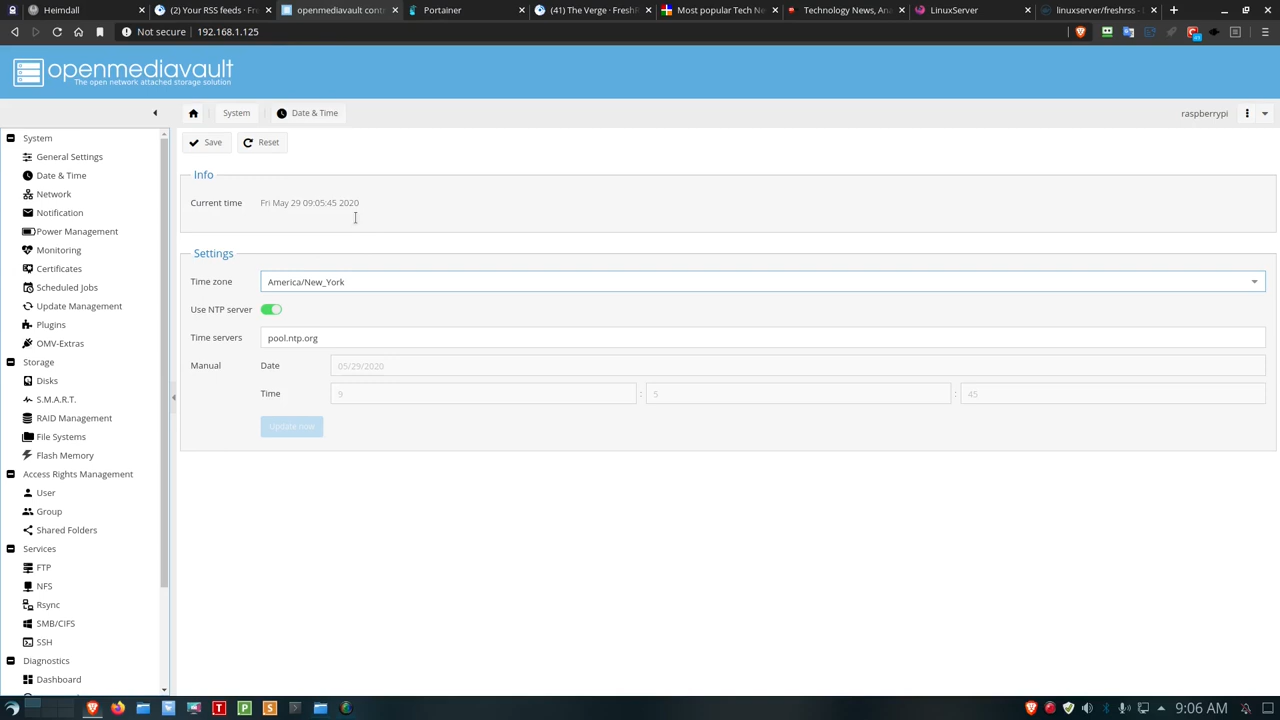 Heimdall
(2) Your RSS feeds · Fre
openmediavault cont
Portainer
(41) The Verge · FreshR
Most popular Tech Ne
Technology News, Ana
LinuxServer
linuxserver/freshrss - D
Not secure 192.168.1.125
openmediavault
The open network attached storage solution
System
Date & Time
raspberrypi
Save
Reset
System
General Settings
Date & Time
Network
Notification
Power Management
Monitoring
Certificates
Scheduled Jobs
Update Management
Plugins
OMV-Extras
Storage
Disks
S.M.A.R.T.
RAID Management
File Systems
Flash Memory
Access Rights Management
User
Group
Shared Folders
Services
FTP
NFS
Rsync
SMB/CIFS
SSH
Diagnostics
Dashboard
Info
Current time Fri May 29 09:05:45 2020
Settings
Time zone America/New_York
Use NTP server
Time servers pool.ntp.org
Manual Date 05/29/2020
Time 9 : 5 : 45
Update now
T P S
9:06 AM